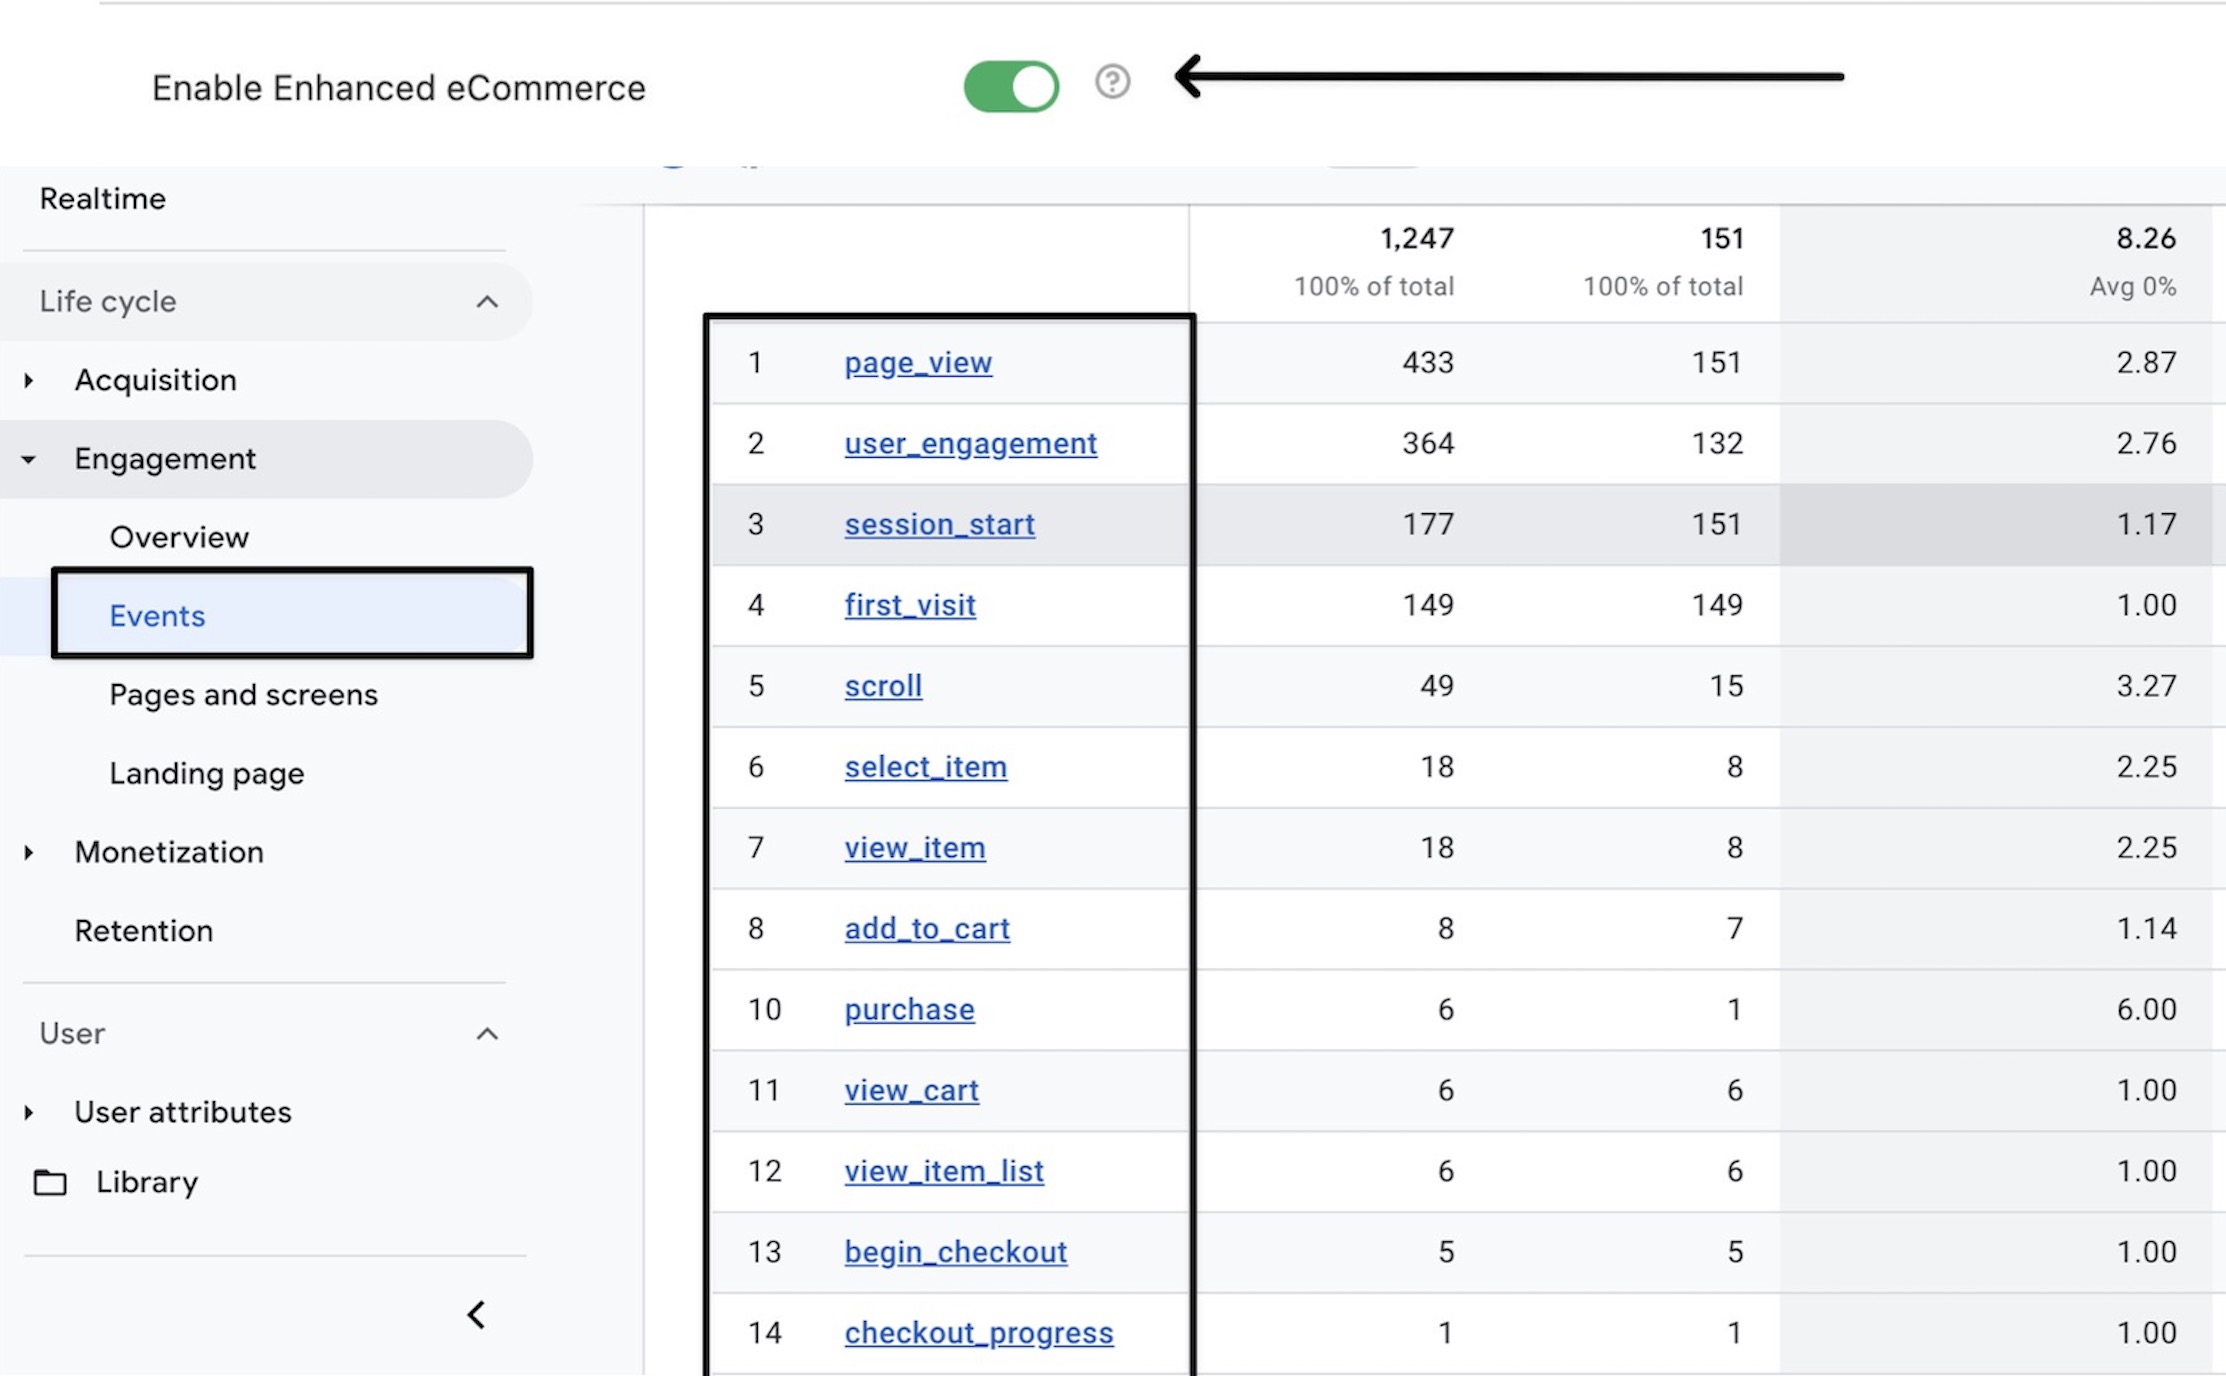 Enable Enhanced eCommerce
Realtime
Life cycle
Acquisition
Engagement
Overview
Events
Pages and screens
Landing page
Monetization
Retention
User
User attributes
Library
1,247 151 8.26
100% of total 100% of total Avg 0%
1 page_view 433 151 2.87
2 user_engagement 364 132 2.76
3 session_start 177 151 1.17
4 first_visit 149 149 1.00
5 scroll 49 15 3.27
6 select_item 18 8 2.25
7 view_item 18 8 2.25
8 add_to_cart 8 7 1.14
10 purchase 6 1 6.00
11 view_cart 6 6 1.00
12 view_item_list 6 6 1.00
13 begin_checkout 5 5 1.00
14 checkout_progress 1 1 1.00